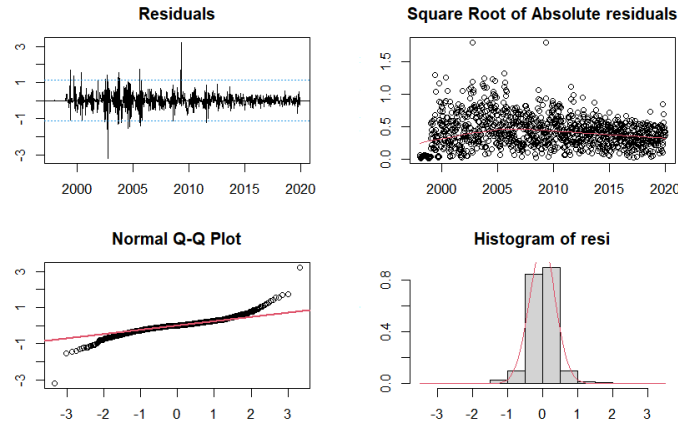 Residuals
3
1
-1
-3
2000 2005 2010 2015 2020
Square Root of Absolute residuals
1.5
1.0
0.5
0.0
2000 2005 2010 2015 2020
Normal Q-Q Plot
3
1
-1
-3
-3 -2 -1 0 1 2 3
Histogram of resi
0.8
0.4
0.0
-3 -2 -1 0 1 2 3